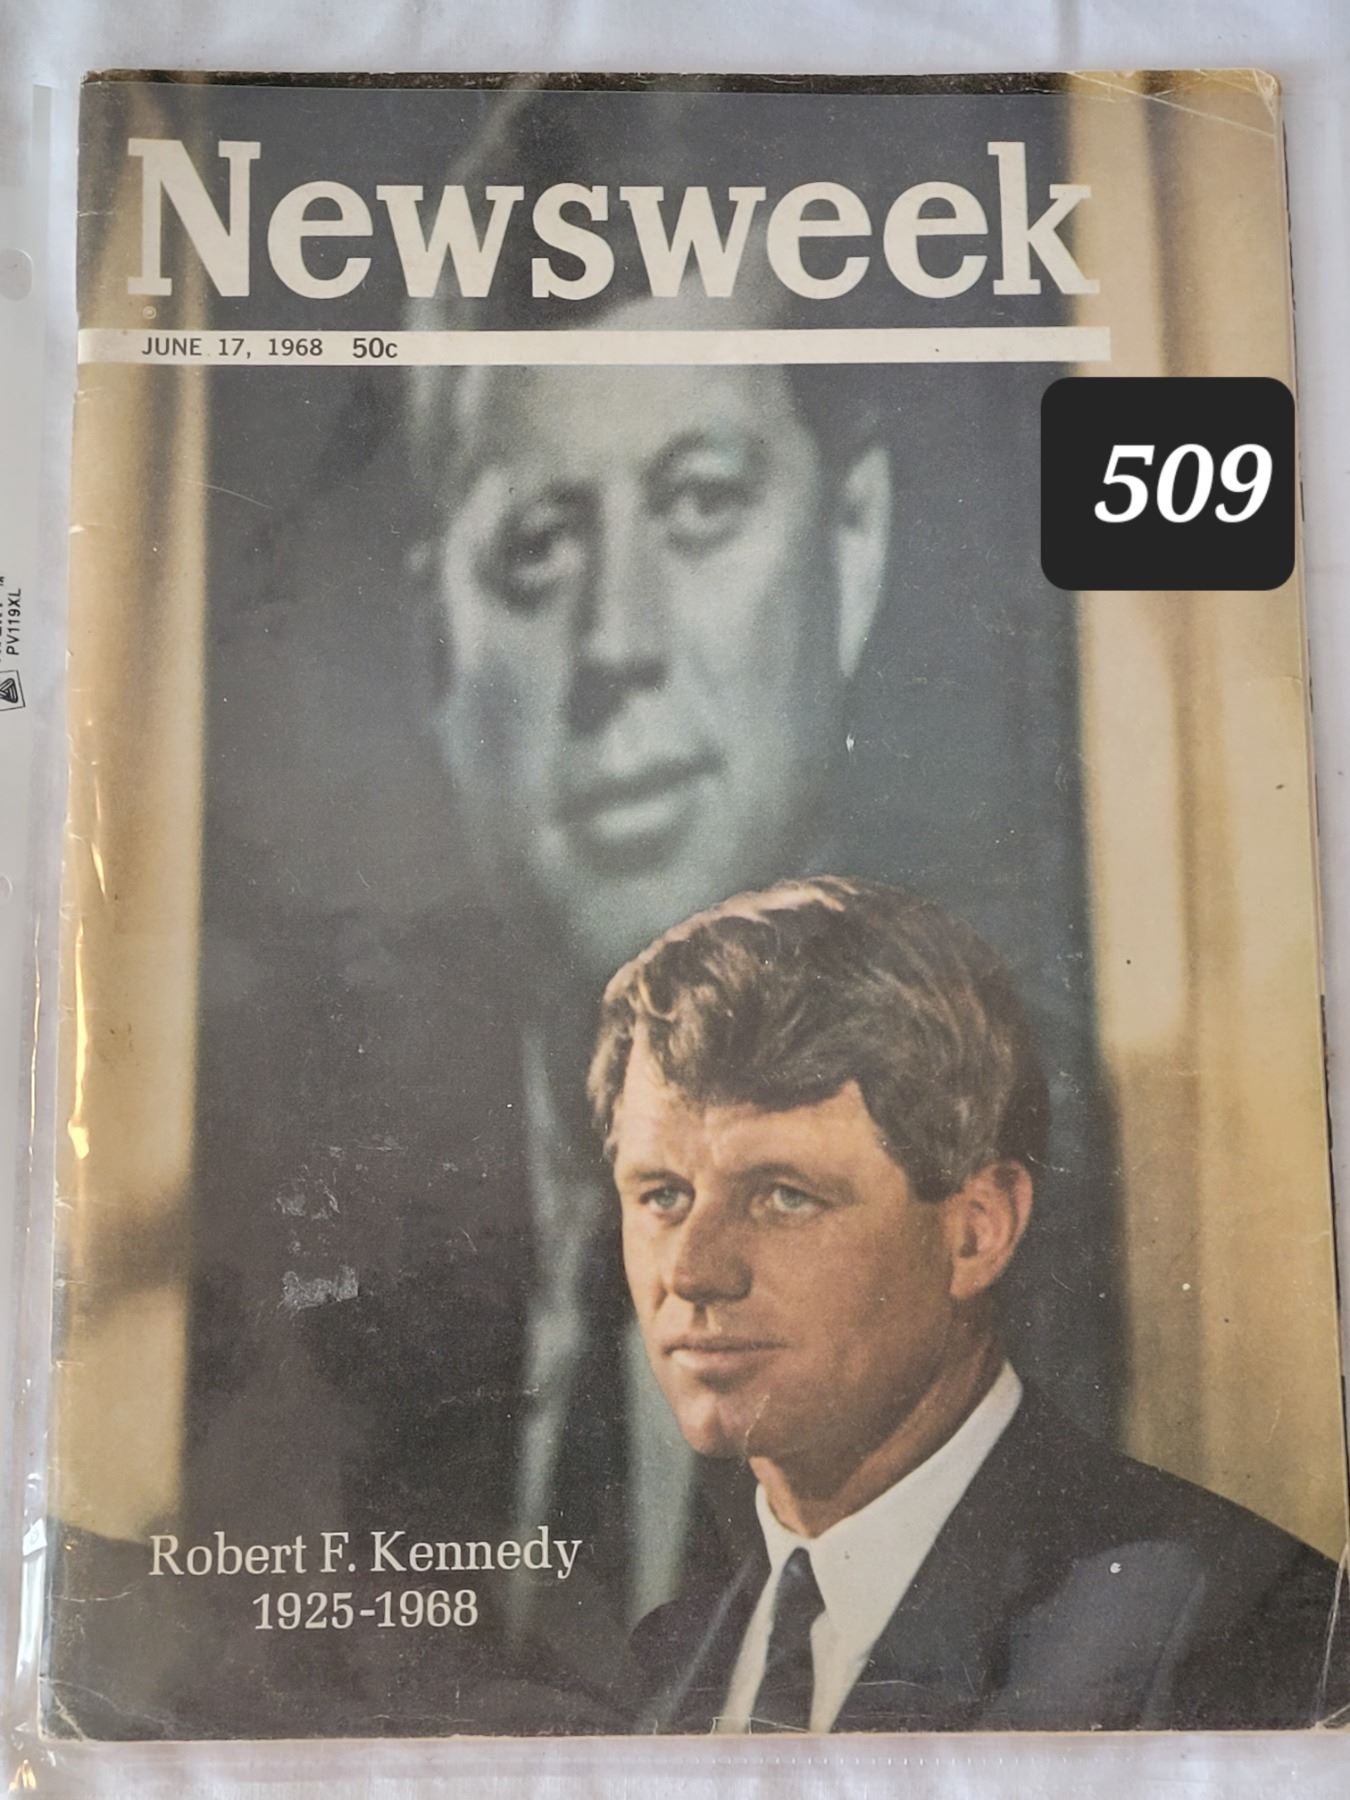 Newsweek
®
JUNE 17, 1968 50c
509
PV119XL
Robert F. Kennedy
1925-1968